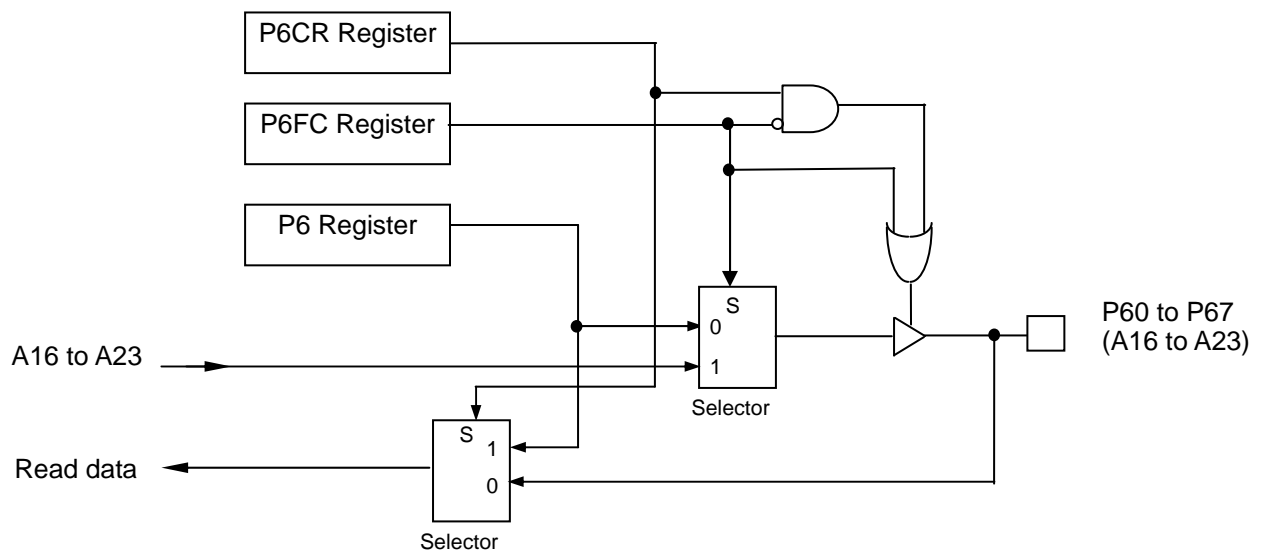 P6CR Register
P6FC Register
P6 Register
S
0
1
Selector
P60 to P67
(A16 to A23)
A16 to A23
S
1
0
Selector
Read data